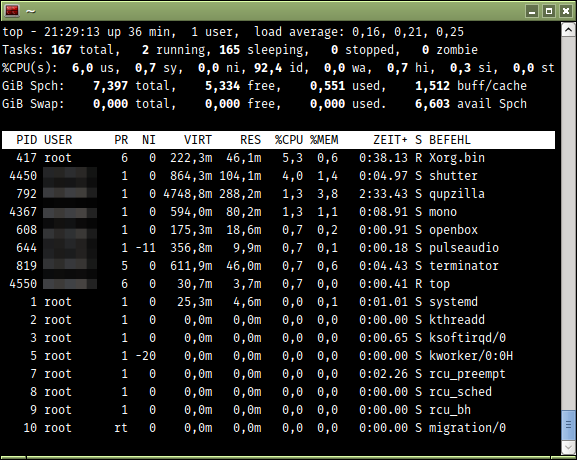 ~
top - 21:29:13 up 36 min,  1 user,  load average: 0,16, 0,21, 0,25
Tasks: 167 total,   2 running, 165 sleeping,   0 stopped,   0 zombie
%CPU(s):  6,0 us,  0,7 sy,  0,0 ni, 92,4 id,  0,0 wa,  0,7 hi,  0,3 si,  0,0 st
GiB Spch:    7,397 total,    5,334 free,    0,551 used,    1,512 buff/cache
GiB Swap:    0,000 total,    0,000 free,    0,000 used.    6,603 avail Spch
PID USER PR NI VIRT RES %CPU %MEM ZEIT+ S BEFEHL
417 root 6 0 222,3m 46,1m 5,3 0,6 0:38.13 R Xorg.bin
4450 1 0 864,3m 104,1m 4,0 1,4 0:04.97 S shutter
792 1 0 4748,8m 288,2m 1,3 3,8 2:33.43 S qupzilla
4367 1 0 594,0m 80,2m 1,3 1,1 0:08.91 S mono
608 1 0 175,3m 18,6m 0,7 0,2 0:00.91 S openbox
644 1 -11 356,8m 9,9m 0,7 0,1 0:00.18 S pulseaudio
819 5 0 611,9m 46,0m 0,7 0,6 0:04.43 S terminator
4550 6 0 30,7m 3,7m 0,7 0,0 0:00.41 R top
1 root 1 0 25,3m 4,6m 0,0 0,1 0:01.01 S systemd
2 root 1 0 0,0m 0,0m 0,0 0,0 0:00.00 S kthreadd
3 root 1 0 0,0m 0,0m 0,0 0,0 0:00.65 S ksoftirqd/0
5 root 1 -20 0,0m 0,0m 0,0 0,0 0:00.00 S kworker/0:0H
7 root 1 0 0,0m 0,0m 0,0 0,0 0:02.26 S rcu_preempt
8 root 1 0 0,0m 0,0m 0,0 0,0 0:00.00 S rcu_sched
9 root 1 0 0,0m 0,0m 0,0 0,0 0:00.00 S rcu_bh
10 root rt 0 0,0m 0,0m 0,0 0,0 0:00.00 S migration/0